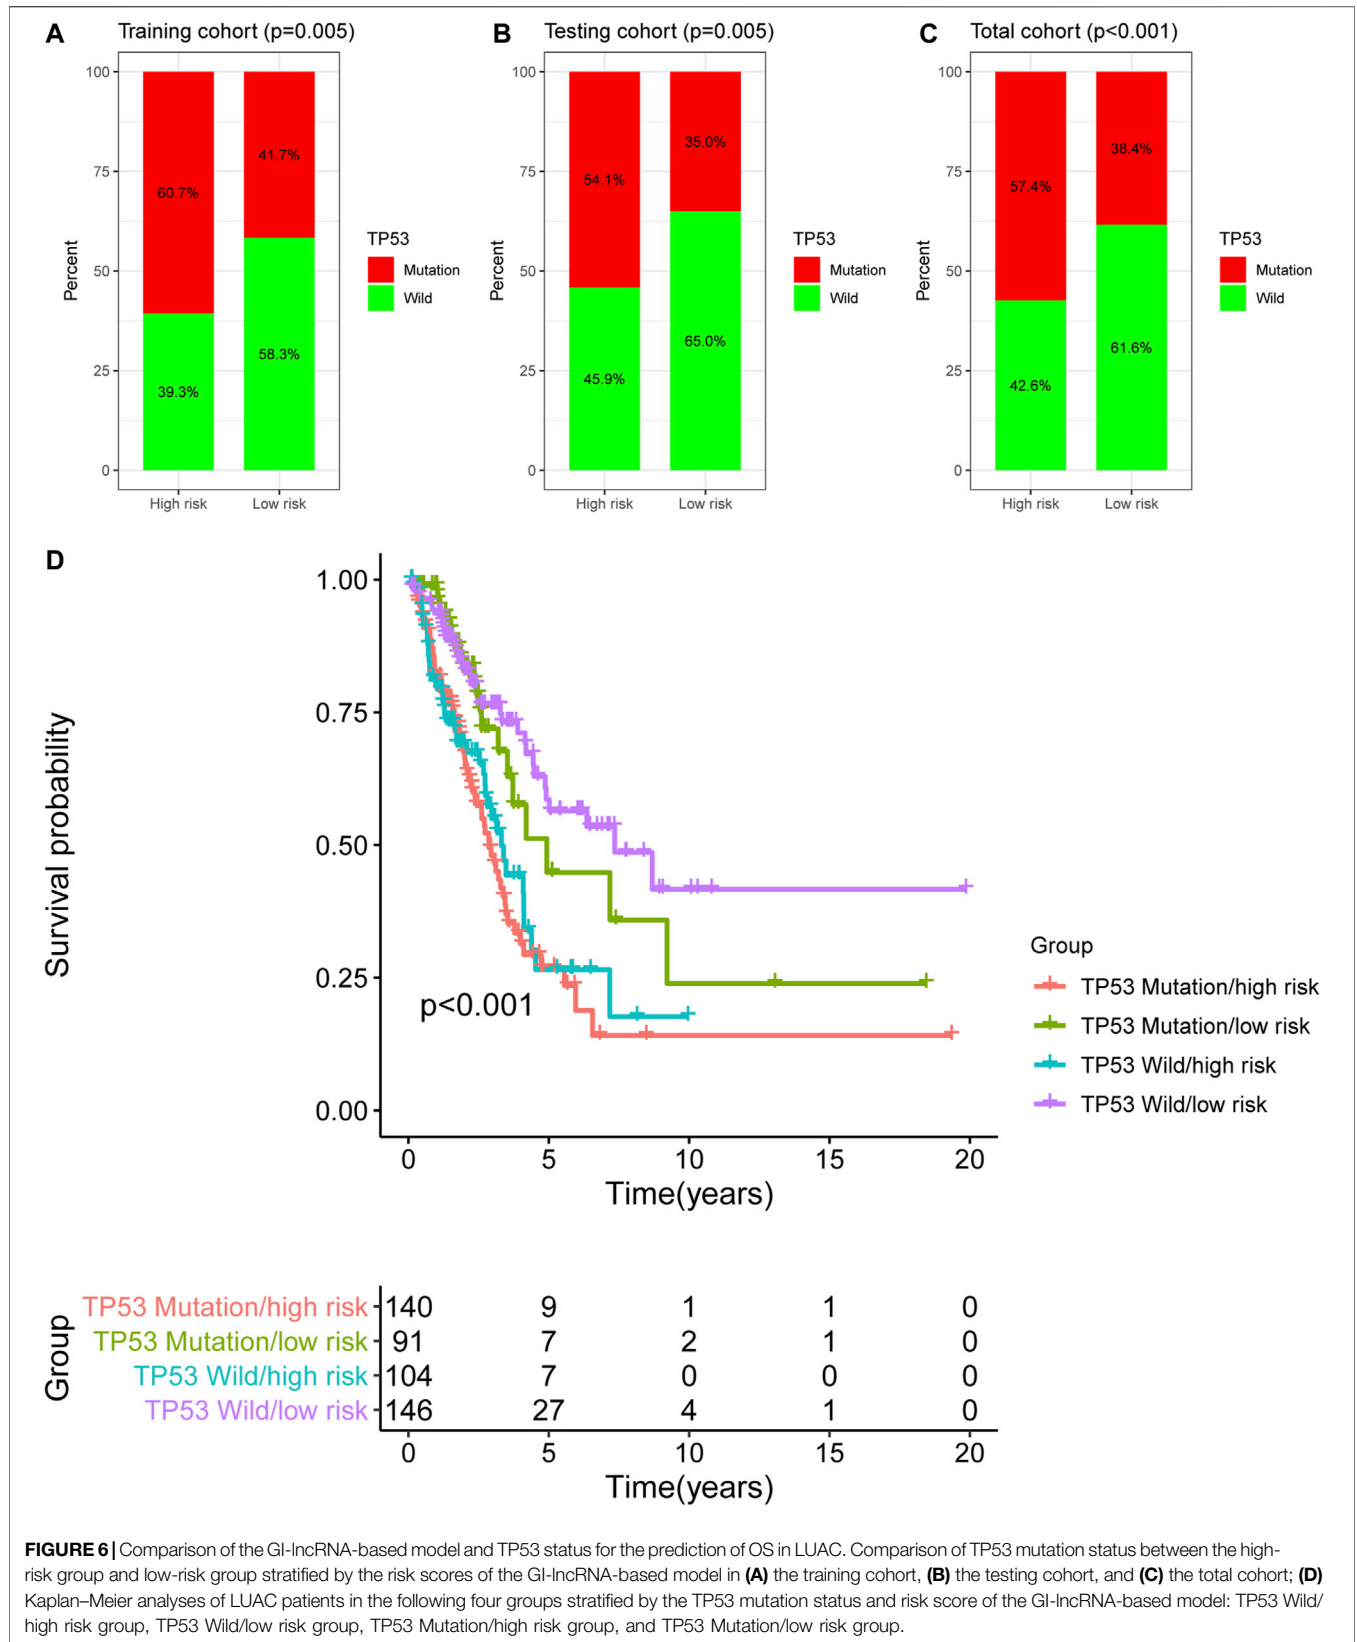 A Training cohort (p=0.005)
100
75
50
25
0
Percent
60.7%
39.3%
41.7%
58.3%
High risk Low risk
TP53
Mutation
Wild
B Testing cohort (p=0.005)
100
75
50
25
0
Percent
54.1%
45.9%
35.0%
65.0%
High risk Low risk
TP53
Mutation
Wild
C Total cohort (p<0.001)
100
75
50
25
0
Percent
57.4%
42.6%
38.4%
61.6%
High risk Low risk
TP53
Mutation
Wild
D
Survival probability
1.00
0.75
0.50
0.25
0.00
p<0.001
0 5 10 15 20
Time(years)
Group
TP53 Mutation/high risk
TP53 Mutation/low risk
TP53 Wild/high risk
TP53 Wild/low risk
Group
TP53 Mutation/high risk 140 9 1 1 0
TP53 Mutation/low risk 91 7 2 1 0
TP53 Wild/high risk 104 7 0 0 0
TP53 Wild/low risk 146 27 4 1 0
0 5 10 15 20
Time(years)
FIGURE 6 | Comparison of the GI-lncRNA-based model and TP53 status for the prediction of OS in LUAC. Comparison of TP53 mutation status between the high-
risk group and low-risk group stratified by the risk scores of the GI-lncRNA-based model in (A) the training cohort, (B) the testing cohort, and (C) the total cohort; (D)
Kaplan–Meier analyses of LUAC patients in the following four groups stratified by the TP53 mutation status and risk score of the GI-lncRNA-based model: TP53 Wild/
high risk group, TP53 Wild/low risk group, TP53 Mutation/high risk group, and TP53 Mutation/low risk group.